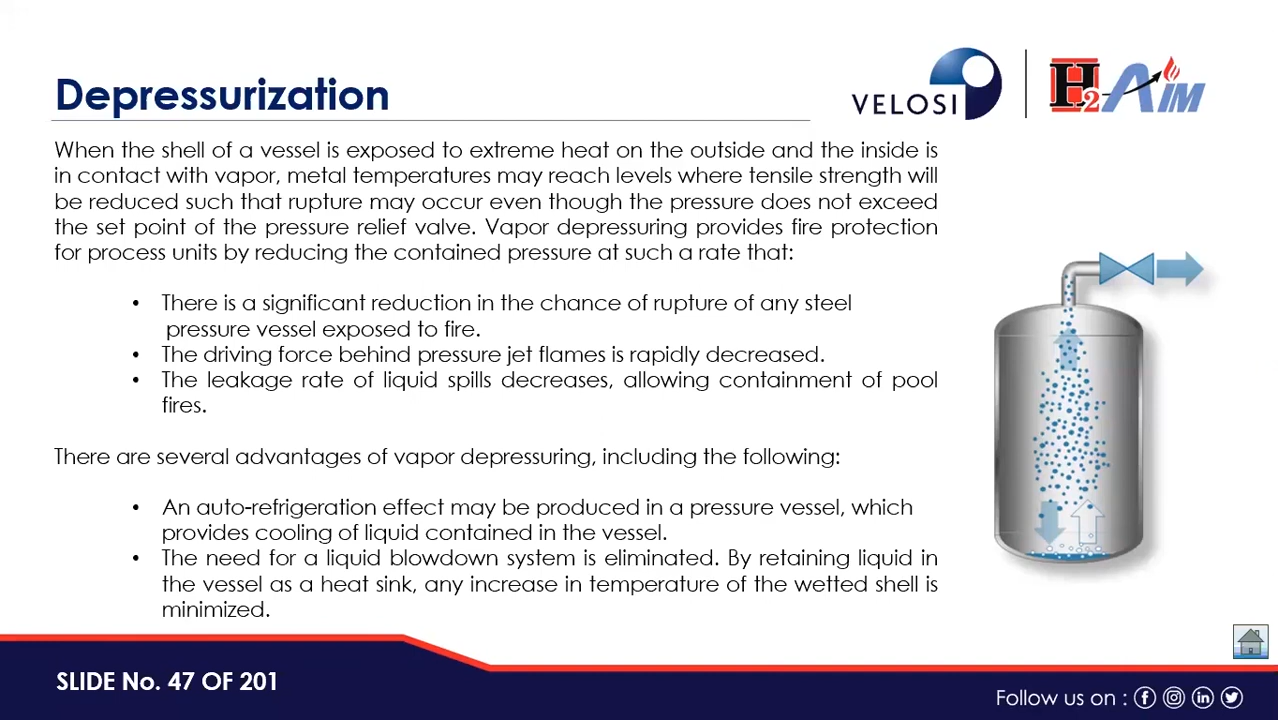 Depressurization
VELOSI
H2AIM
When the shell of a vessel is exposed to extreme heat on the outside and the inside is
in contact with vapor, metal temperatures may reach levels where tensile strength will
be reduced such that rupture may occur even though the pressure does not exceed
the set point of the pressure relief valve. Vapor depressuring provides fire protection
for process units by reducing the contained pressure at such a rate that:
• There is a significant reduction in the chance of rupture of any steel
pressure vessel exposed to fire.
• The driving force behind pressure jet flames is rapidly decreased.
• The leakage rate of liquid spills decreases, allowing containment of pool
fires.
There are several advantages of vapor depressuring, including the following:
• An auto-refrigeration effect may be produced in a pressure vessel, which
provides cooling of liquid contained in the vessel.
• The need for a liquid blowdown system is eliminated. By retaining liquid in
the vessel as a heat sink, any increase in temperature of the wetted shell is
minimized.
SLIDE No. 47 OF 201
Follow us on :